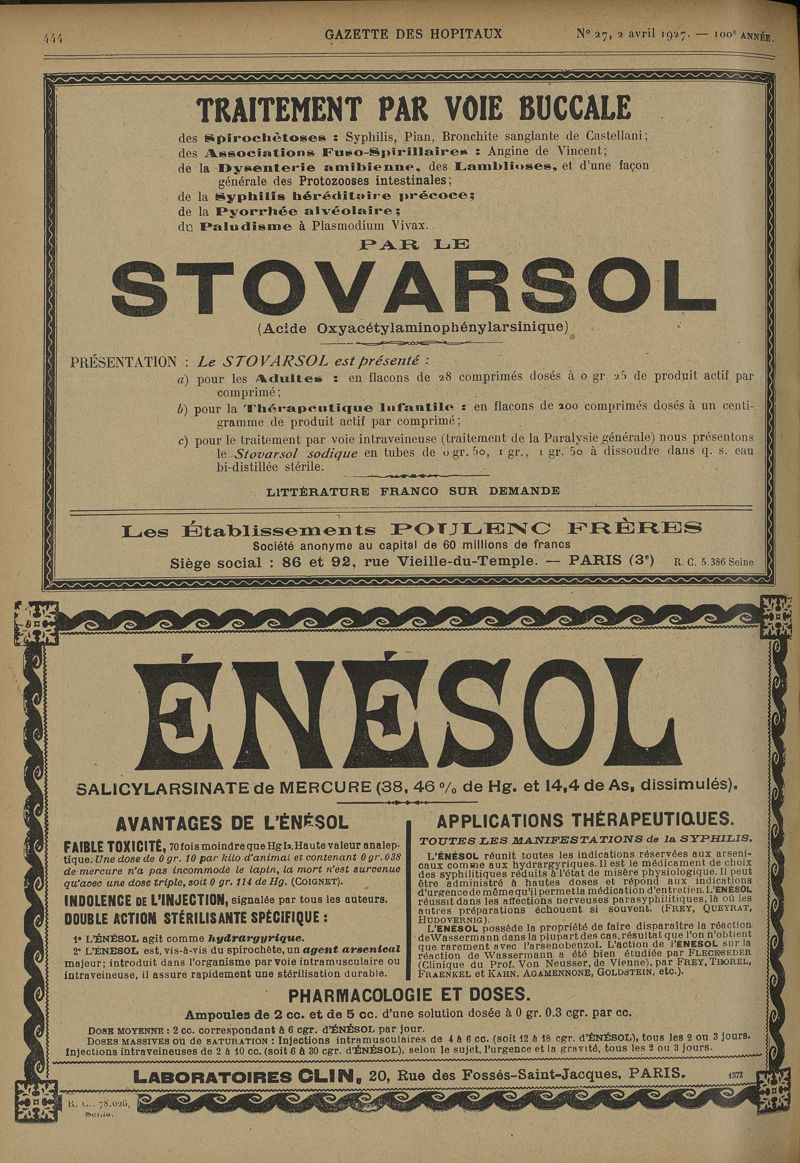 444
GAZETTE DES HOPITAUX
N° 27, 2 avril 1927. — 100e ANNÉE.
TRAITEMENT PAR VOIE BUCCALE
des Spirochètoses : Syphilis, Pian, Bronchite sanglante de Castellani;
des Associations Fuso-Spirillaires : Angine de Vincent;
de la Dysenterie amibienne, des Lamblioses, et d'une façon
générale des Protozooses intestinales;
de la Syphilis héréditaire précoce;
de la Pyorrhée alvéolaire;
du Paludisme à Plasmodium Vivax.
PAR LE
STOVARSOL
(Acide Oxyacétylaminophénylarsinique)
PRÉSENTATION : Le STOVARSOL est présenté :
a) pour les Adultes : en flacons de 28 comprimés dosés à 0 gr. 25 de produit actif par
comprimé;
b) pour la Thérapeutique Infantile : en flacons de 200 comprimés dosés à un centi-
gramme de produit actif par comprimé;
c) pour le traitement par voie intraveineuse (traitement de la Paralysie générale) nous présentons
le Stovarsol sodique en tubes de 0 gr. 50, 1 gr., 1 gr. 50 à dissoudre dans q. s. eau
bi-distillée stérile.
LITTÉRATURE FRANCO SUR DEMANDE
Les Établissements POULENC FRÈRES
Société anonyme au capital de 60 millions de francs
Siège social : 86 et 92, rue Vieille-du-Temple. — PARIS (3e) R. C. 5.386 Seine
ÉNÉSOL
SALICYLARSINATE de MERCURE (38, 46 % de Hg. et 14,4 de As, dissimulés).
AVANTAGES DE L'ÉNÉSOL
FAIBLE TOXICITÉ, 70 fois moindre que Hg I2. Haute valeur analep-
tique. Une dose de 0 gr. 10 par kilo d'animal et contenant 0 gr. 038
de mercure n'a pas incommodé le lapin, la mort n'est survenue
qu'avec une dose triple, soit 0 gr. 114 de Hg. (COIGNET).
INDOLENCE DE L'INJECTION, signalée par tous les auteurs.
DOUBLE ACTION STÉRILISANTE SPÉCIFIQUE :
1° L'ÉNÉSOL agit comme hydrargyrique.
2° L'ENESOL est, vis-à-vis du spirochète, un agent arsenical
majeur; introduit dans l'organisme par voie intramusculaire ou
intraveineuse, il assure rapidement une stérilisation durable.
APPLICATIONS THÉRAPEUTIQUES.
TOUTES LES MANIFESTATIONS de la SYPHILIS.
L'ÉNÉSOL réunit toutes les indications réservées aux arseni-
caux comme aux hydrargyriques. Il est le médicament de choix
des syphilitiques réduits à l'état de misère physiologique. Il peut
être administré à hautes doses et répond aux indications
d'urgence de même qu'il permet la médication d'entretien. L'ENÉSOL
réussit dans les affections nerveuses parasyphilitiques, là où les
autres préparations échouent si souvent. (FREY, QUEYRAT,
HUDOVERNIG).
L'ENESOL possède la propriété de faire disparaître la réaction
de Wassermann dans la plupart des cas, résultat que l'on n'obtient
que rarement avec l'arsenobenzol. L'action de l'ENESOL sur la
réaction de Wassermann a été bien étudiée par FLECKSEDER
(Clinique du Prof. Von Neusser, de Vienne), par FREY, THOREL,
FRAENKEL et KAHN. AGAMENNONE, GOLDSTEIN, etc.).
PHARMACOLOGIE ET DOSES.
Ampoules de 2 cc. et de 5 cc. d'une solution dosée à 0 gr. 0.3 cgr. par cc.
DOSE MOYENNE : 2 cc. correspondant à 6 cgr. d'ÉNÉSOL par jour.
DOSES MASSIVES OU DE SATURATION : Injections intramusculaires de 4 à 6 cc. (soit 12 à 18 cgr. d'ÉNÉSOL), tous les 2 ou 3 jours.
Injections intraveineuses de 2 à 10 cc. (soit 6 à 30 cgr. d'ÉNÉSOL), selon le sujet, l'urgence et la gravité, tous les 2 ou 3 jours.
LABORATOIRES CLIN, 20, Rue des Fossés-Saint-Jacques, PARIS. 1373
R. C. 78.026,
Seine.